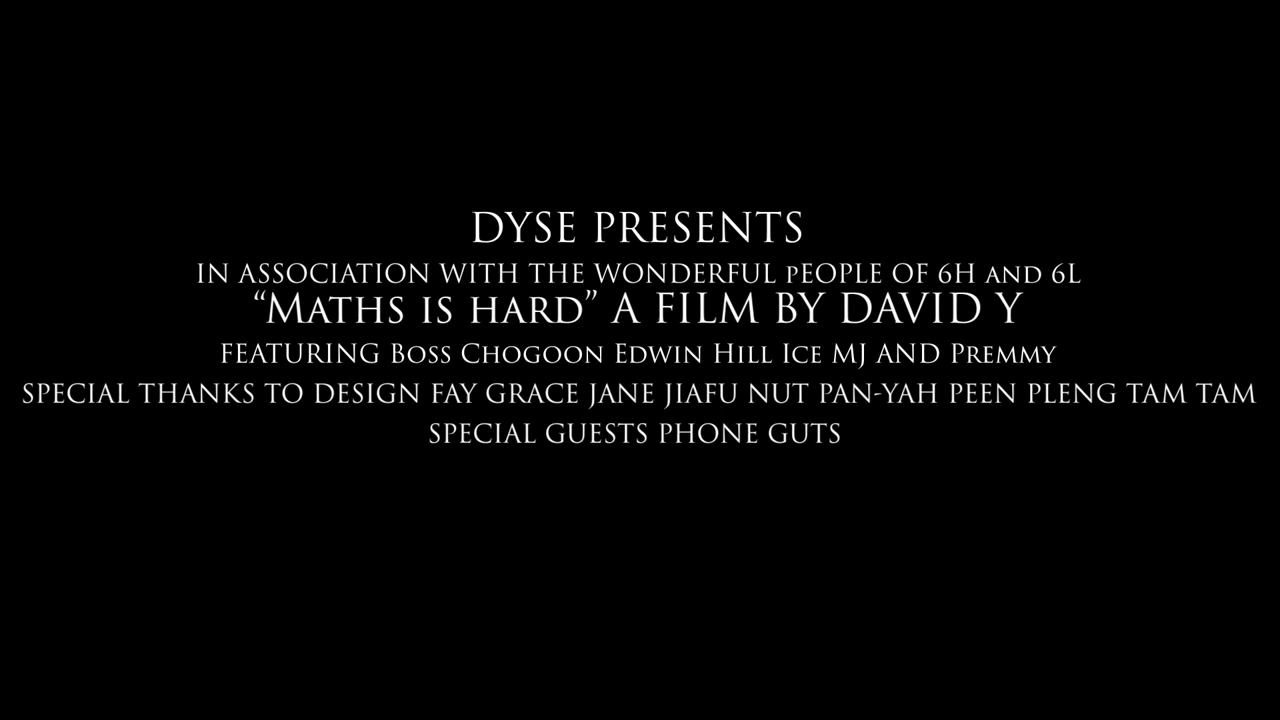 DYSE PRESENTS
IN ASSOCIATION WITH THE WONDERFUL pEOPLE OF 6H and 6L
“Maths is hard” A FILM BY DAVID Y
FEATURING Boss Chogoon Edwin Hill Ice MJ AND Premmy
SPECIAL THANKS TO DESIGN FAY GRACE JANE JIAFU NUT PAN-YAH PEEN PLENG TAM TAM
SPECIAL GUESTS PHONE GUTS